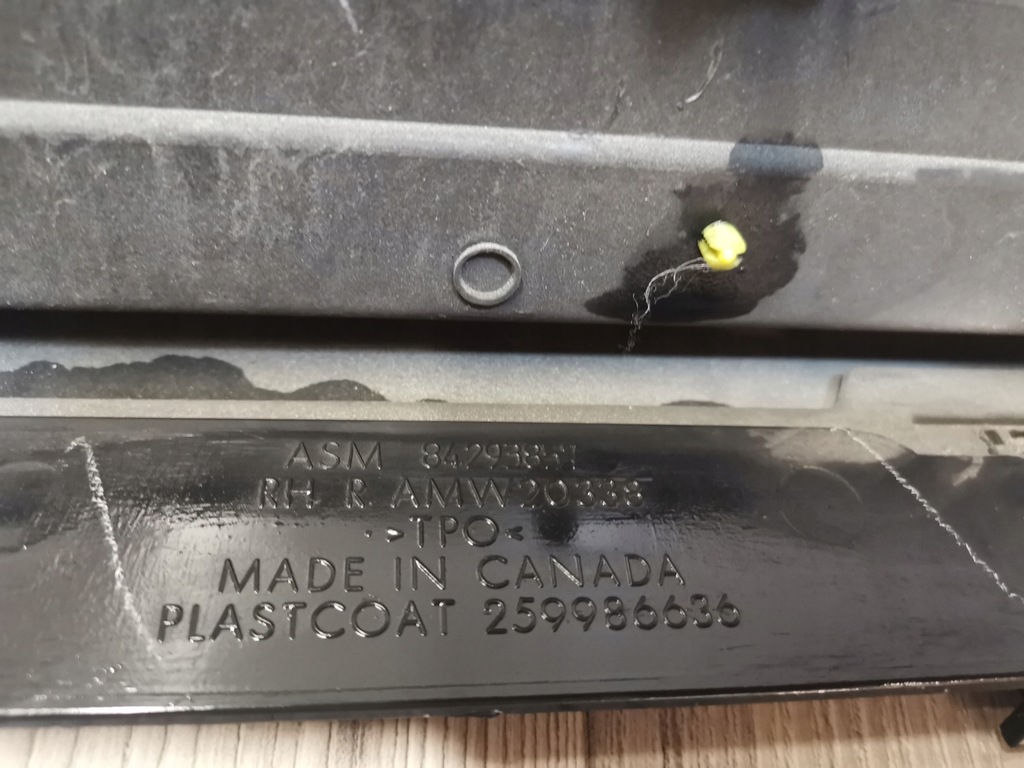 ASM
RH R AMW20338
>TPO<
MADE IN CANADA
PLASTCOAT 259986636